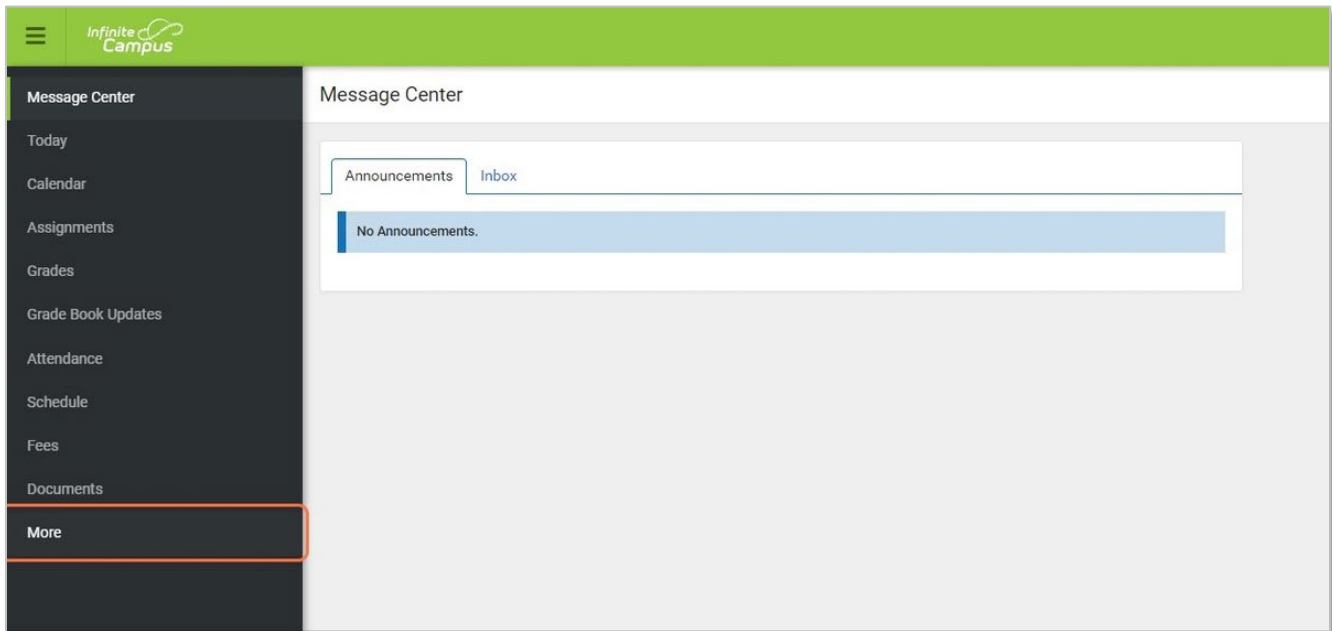 Infinite
Campus
Message Center
Today
Calendar
Assignments
Grades
Grade Book Updates
Attendance
Schedule
Fees
Documents
More
Message Center
Announcements Inbox
No Announcements.